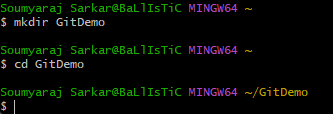 Soumyaraj Sarkar@BaLlIsTiC MINGW64 ~
$ mkdir GitDemo
Soumyaraj Sarkar@BaLlIsTiC MINGW64 ~
$ cd GitDemo
Soumyaraj Sarkar@BaLlIsTiC MINGW64 ~/GitDemo
$